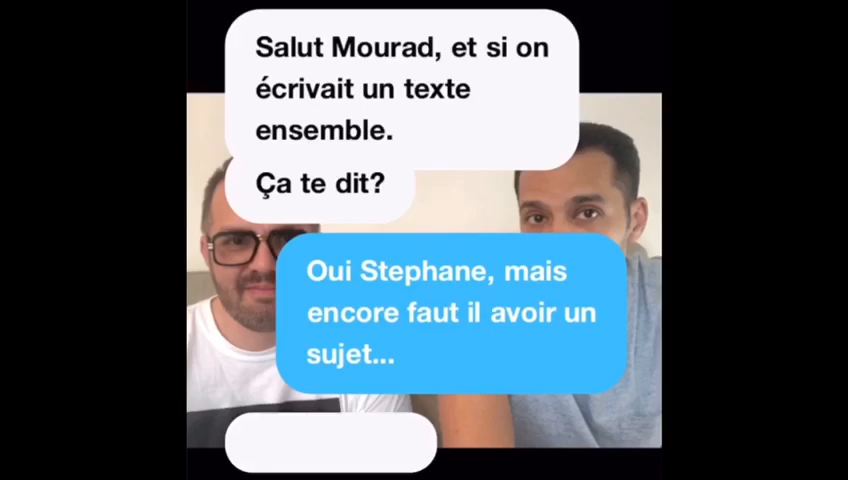 Salut Mourad, et si on
écrivait un texte
ensemble.
Ça te dit?
Oui Stephane, mais
encore faut il avoir un
sujet...